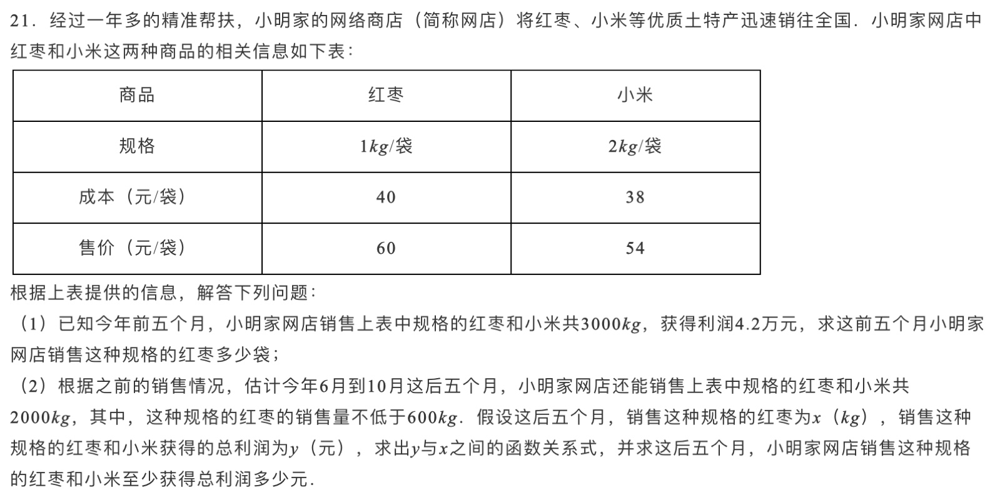 21．经过一年多的精准帮扶，小明家的网络商店（简称网店）将红枣、小米等优质土特产迅速销往全国．小明家网店中
红枣和小米这两种商品的相关信息如下表：
商品 红枣 小米
规格 1kg/袋 2kg/袋
成本（元/袋） 40 38
售价（元/袋） 60 54
根据上表提供的信息，解答下列问题：
（1）已知今年前五个月，小明家网店销售上表中规格的红枣和小米共3000kg，获得利润4.2万元，求这前五个月小明家
网店销售这种规格的红枣多少袋；
（2）根据之前的销售情况，估计今年6月到10月这后五个月，小明家网店还能销售上表中规格的红枣和小米共
2000kg，其中，这种规格的红枣的销售量不低于600kg．假设这后五个月，销售这种规格的红枣为x（kg），销售这种
规格的红枣和小米获得的总利润为y（元），求出y与x之间的函数关系式，并求这后五个月，小明家网店销售这种规格
的红枣和小米至少获得总利润多少元．